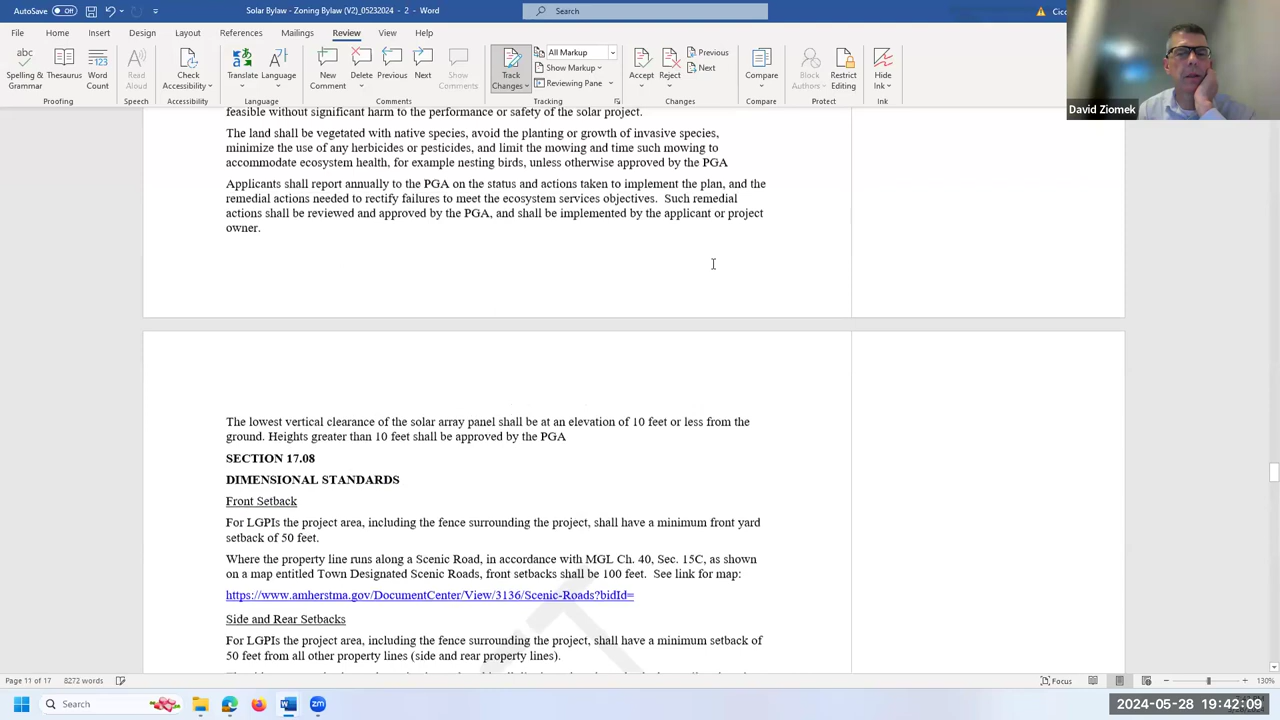 AutoSave Off Solar Bylaw - Zoning Bylaw (V2)_05232024 - 2 - Word Search
File Home Insert Design Layout References Mailings Review View Help
Spelling & Grammar Thesaurus Word Count Read Aloud Check Accessibility Translate Language New Comment Delete Previous Next Show Comments Track Changes All Markup Show Markup Reviewing Pane Accept Reject Previous Next Compare Block Authors Restrict Editing Hide Ink
Proofing Speech Accessibility Language Comments Tracking Changes Compare Protect Ink
David Ziomek
feasible without significant harm to the performance or safety of the solar project.
The land shall be vegetated with native species, avoid the planting or growth of invasive species,
minimize the use of any herbicides or pesticides, and limit the mowing and time such mowing to
accommodate ecosystem health, for example nesting birds, unless otherwise approved by the PGA
Applicants shall report annually to the PGA on the status and actions taken to implement the plan, and the
remedial actions needed to rectify failures to meet the ecosystem services objectives. Such remedial
actions shall be reviewed and approved by the PGA, and shall be implemented by the applicant or project
owner.
The lowest vertical clearance of the solar array panel shall be at an elevation of 10 feet or less from the
ground. Heights greater than 10 feet shall be approved by the PGA
SECTION 17.08
DIMENSIONAL STANDARDS
Front Setback
For LGPIs the project area, including the fence surrounding the project, shall have a minimum front yard
setback of 50 feet.
Where the property line runs along a Scenic Road, in accordance with MGL Ch. 40, Sec. 15C, as shown
on a map entitled Town Designated Scenic Roads, front setbacks shall be 100 feet. See link for map:
https://www.amherstma.gov/DocumentCenter/View/3136/Scenic-Roads?bidId=
Side and Rear Setbacks
For LGPIs the project area, including the fence surrounding the project, shall have a minimum setback of
50 feet from all other property lines (side and rear property lines).
Page 11 of 17 8272 words Focus 130%
Search 2024-05-28 19:42:09